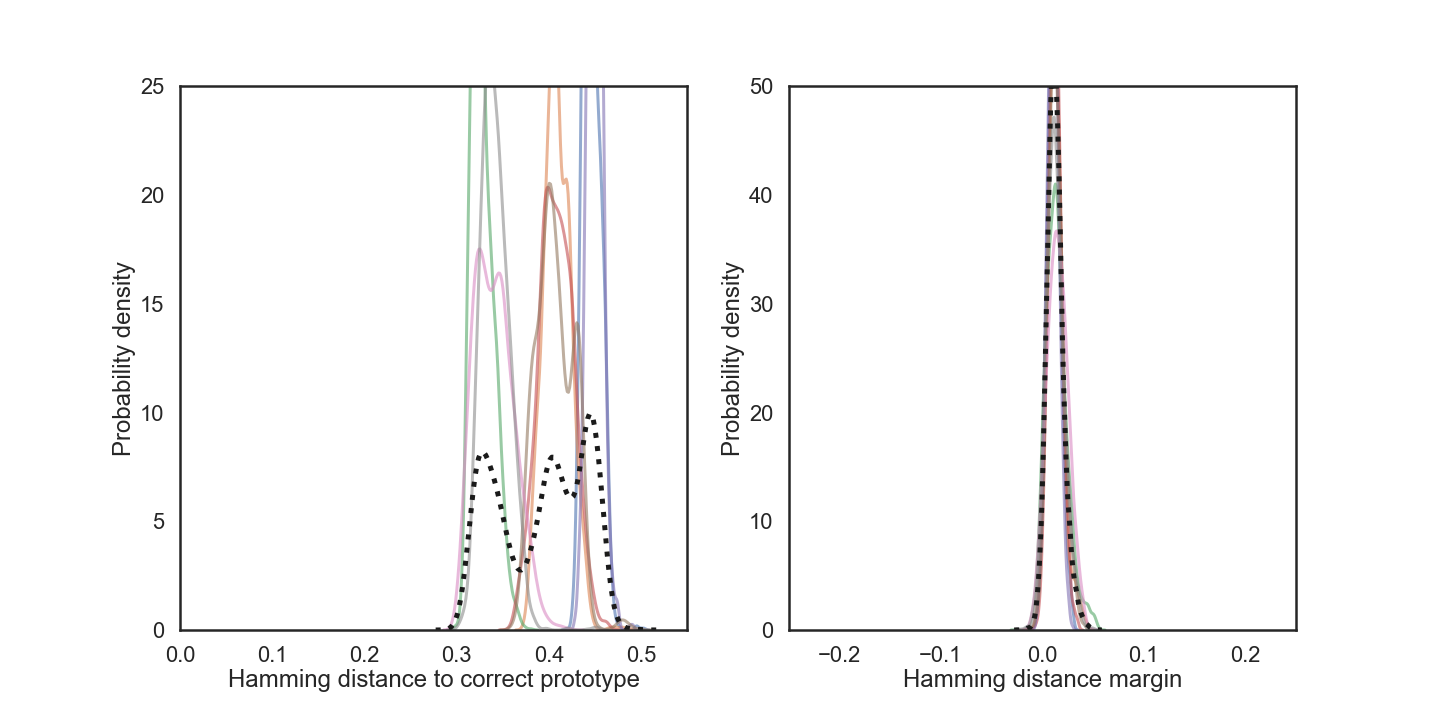 25
20
15
10
5
0
Probability density
0.0 0.1 0.2 0.3 0.4 0.5
Hamming distance to correct prototype
50
40
30
20
10
0
Probability density
−0.2 −0.1 0.0 0.1 0.2
Hamming distance margin